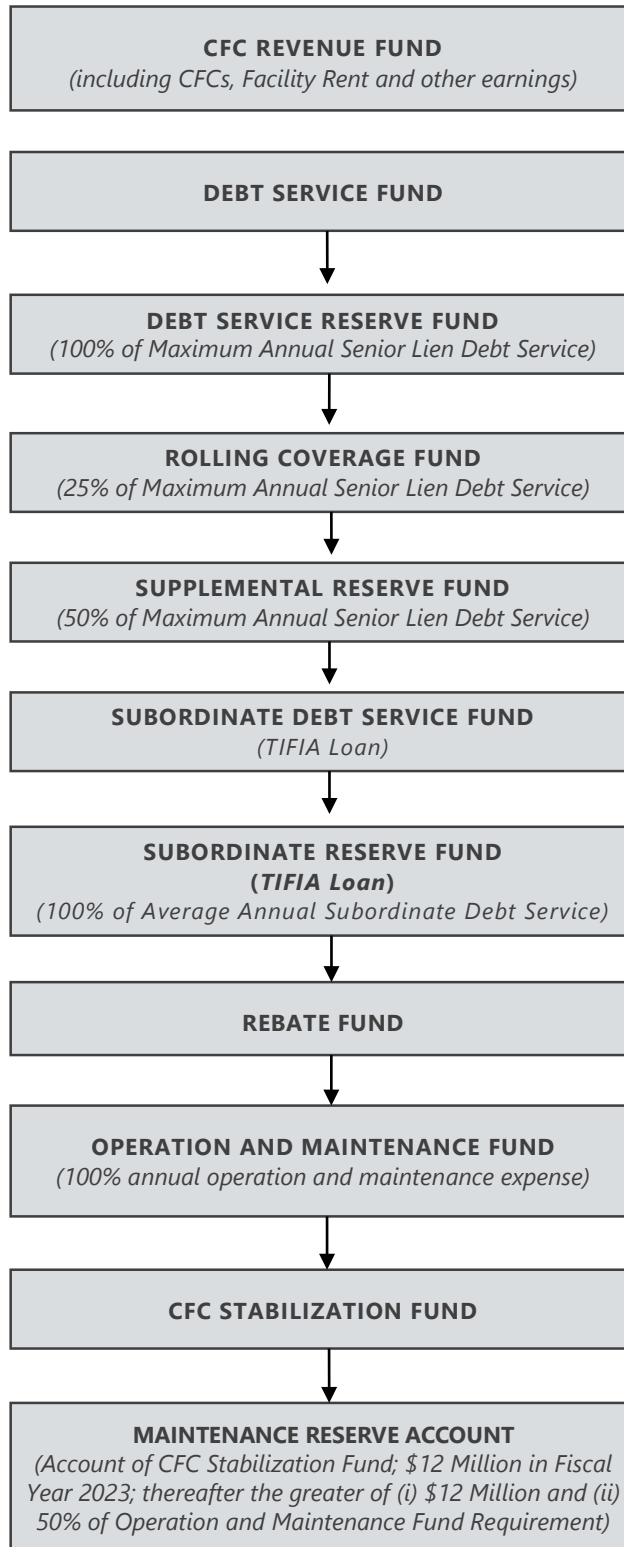 CFC REVENUE FUND
(including CFCs, Facility Rent and other earnings)
DEBT SERVICE FUND
DEBT SERVICE RESERVE FUND
(100% of Maximum Annual Senior Lien Debt Service)
ROLLING COVERAGE FUND
(25% of Maximum Annual Senior Lien Debt Service)
SUPPLEMENTAL RESERVE FUND
(50% of Maximum Annual Senior Lien Debt Service)
SUBORDINATE DEBT SERVICE FUND
(TIFIA Loan)
SUBORDINATE RESERVE FUND
(TIFIA Loan)
(100% of Average Annual Subordinate Debt Service)
REBATE FUND
OPERATION AND MAINTENANCE FUND
(100% annual operation and maintenance expense)
CFC STABILIZATION FUND
MAINTENANCE RESERVE ACCOUNT
(Account of CFC Stabilization Fund; $12 Million in Fiscal
Year 2023; thereafter the greater of (i) $12 Million and (ii)
50% of Operation and Maintenance Fund Requirement)